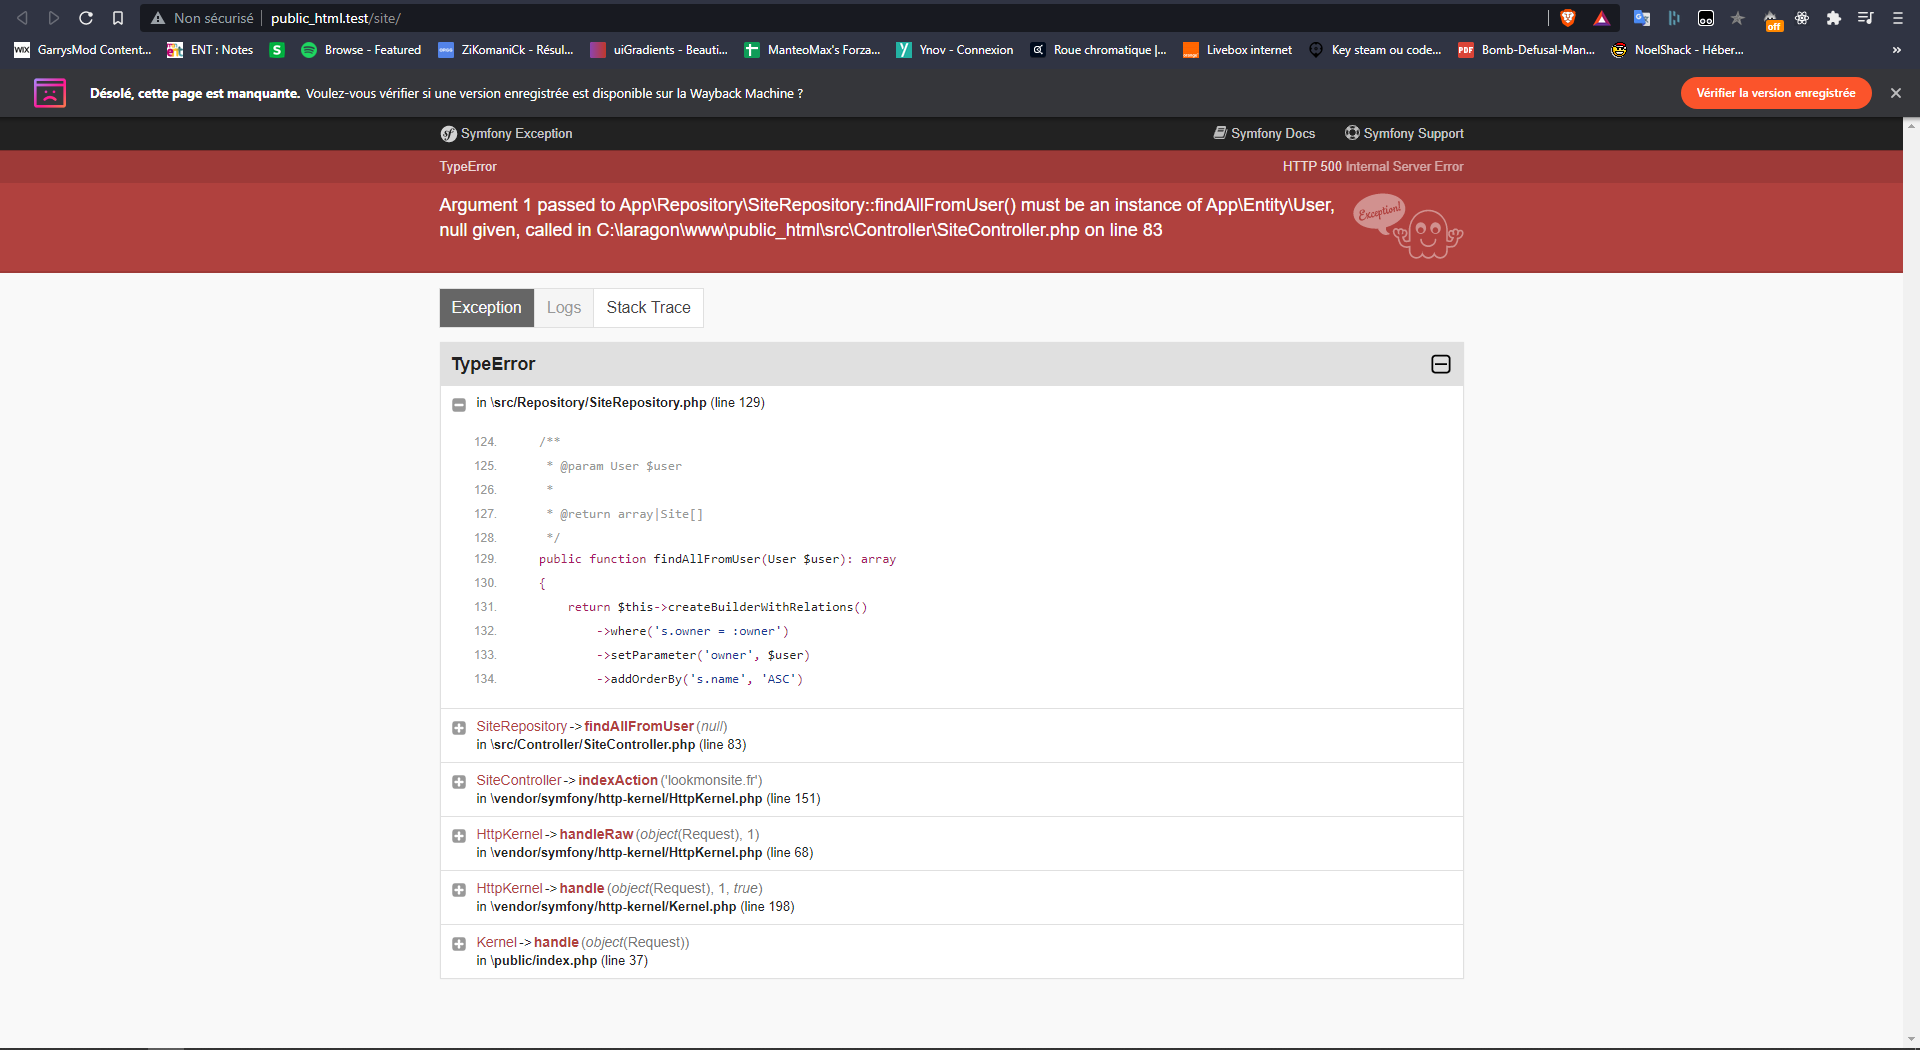 Non sécurisé
public_html.test/site/
off
WIX GarrysMod Content...
ENT : Notes
S
Browse - Featured
ZiKomaniCk - Résul...
uiGradients - Beauti...
ManteoMax's Forza...
Ynov - Connexion
Roue chromatique |...
Livebox internet
Key steam ou code...
PDF Bomb-Defusal-Man...
NoelShack - Héber...
»
Désolé, cette page est manquante. Voulez-vous vérifier si une version enregistrée est disponible sur la Wayback Machine ?
Vérifier la version enregistrée
Symfony Exception
Symfony Docs
Symfony Support
TypeError
HTTP 500 Internal Server Error
Argument 1 passed to App\Repository\SiteRepository::findAllFromUser() must be an instance of App\Entity\User,
null given, called in C:\laragon\www\public_html\src\Controller\SiteController.php on line 83
Exception!
Exception
Logs
Stack Trace
TypeError
in \src/Repository/SiteRepository.php (line 129)
124. /**
125. * @param User $user
126. *
127. * @return array|Site[]
128. */
129. public function findAllFromUser(User $user): array
130. {
131. return $this->createBuilderWithRelations()
132. ->where('s.owner = :owner')
133. ->setParameter('owner', $user)
134. ->addOrderBy('s.name', 'ASC')
SiteRepository->findAllFromUser(null)
in \src/Controller/SiteController.php (line 83)
SiteController->indexAction('lookmonsite.fr')
in \vendor/symfony/http-kernel/HttpKernel.php (line 151)
HttpKernel->handleRaw(object(Request), 1)
in \vendor/symfony/http-kernel/HttpKernel.php (line 68)
HttpKernel->handle(object(Request), 1, true)
in \vendor/symfony/http-kernel/Kernel.php (line 198)
Kernel->handle(object(Request))
in \public/index.php (line 37)